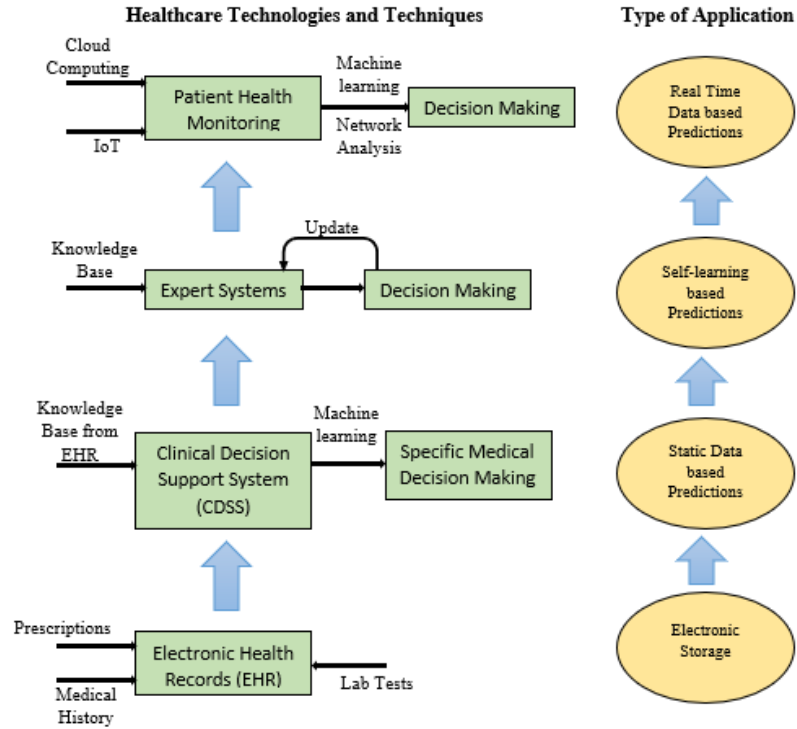 Healthcare Technologies and Techniques
Type of Application
Cloud
Computing
IoT
Patient Health
Monitoring
Machine
learning
Network
Analysis
Decision Making
Real Time
Data based
Predictions
Knowledge
Base
Expert Systems
Update
Decision Making
Self-learning
based
Predictions
Knowledge
Base from
EHR
Clinical Decision
Support System
(CDSS)
Machine
learning
Specific Medical
Decision Making
Static Data
based
Predictions
Prescriptions
Medical
History
Electronic Health
Records (EHR)
Lab Tests
Electronic
Storage